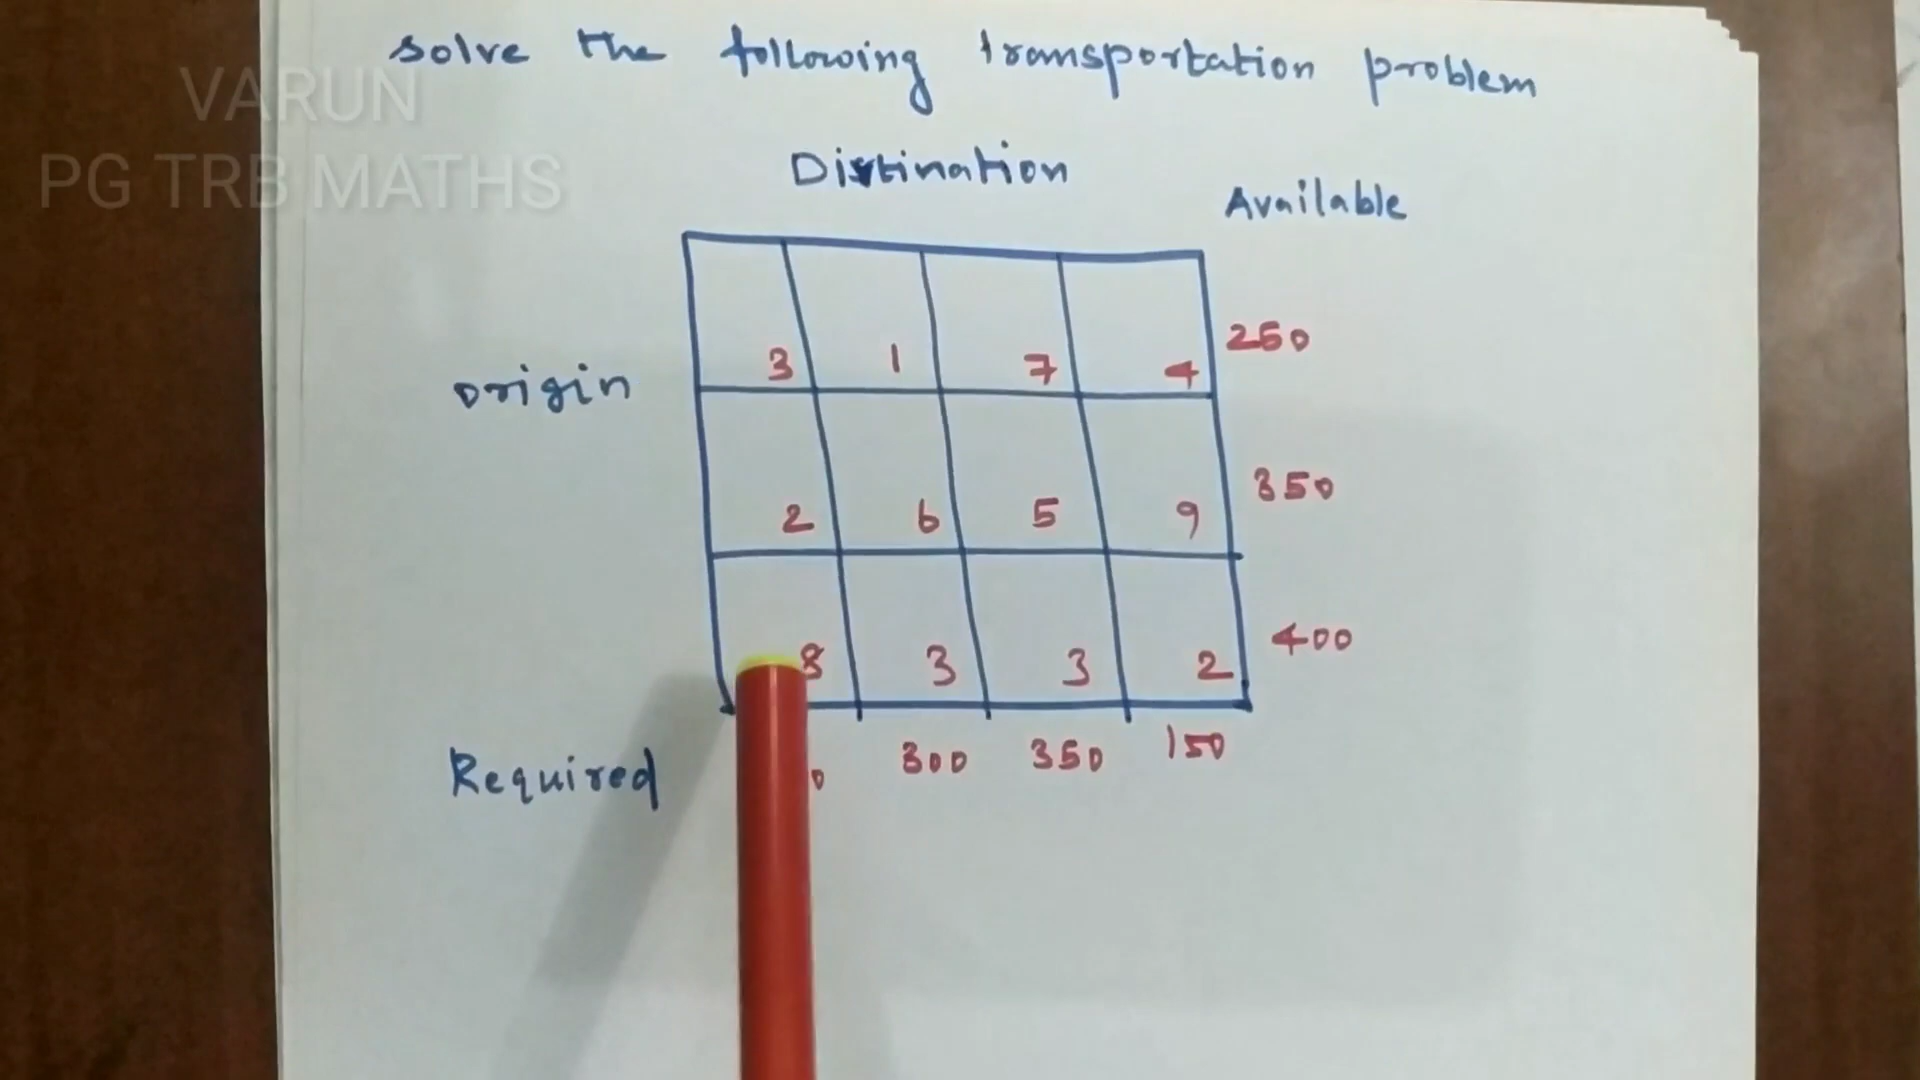 solve the following transportation problem
VARUN
PG TRB MATHS
Distination
Available
3 1 7 4 250
origin
2 6 5 9 350
8 3 3 2 400
Required 300 350 150